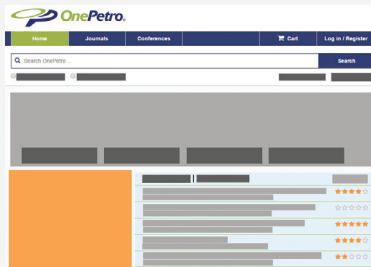 OnePetro.
Home Journals Conferences Cart Log in / Register
Search OnePetro... Search